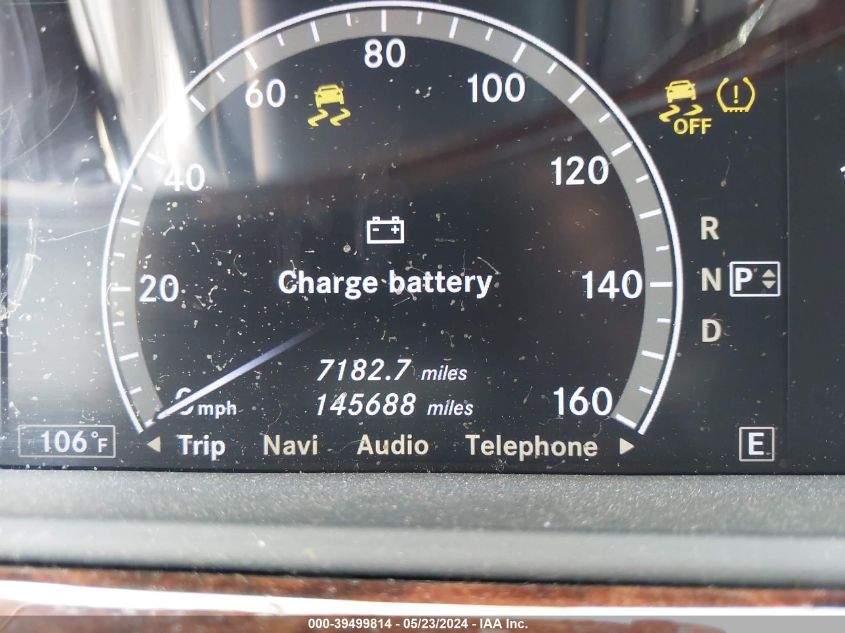 80
60
100
OFF
40
120
R
Charge battery
20
140
N P
D
7182.7 miles
0 mph
145688 miles
160
106°F
Trip Navi Audio Telephone
E
000-39499814 - 05/23/2024 - IAA Inc.